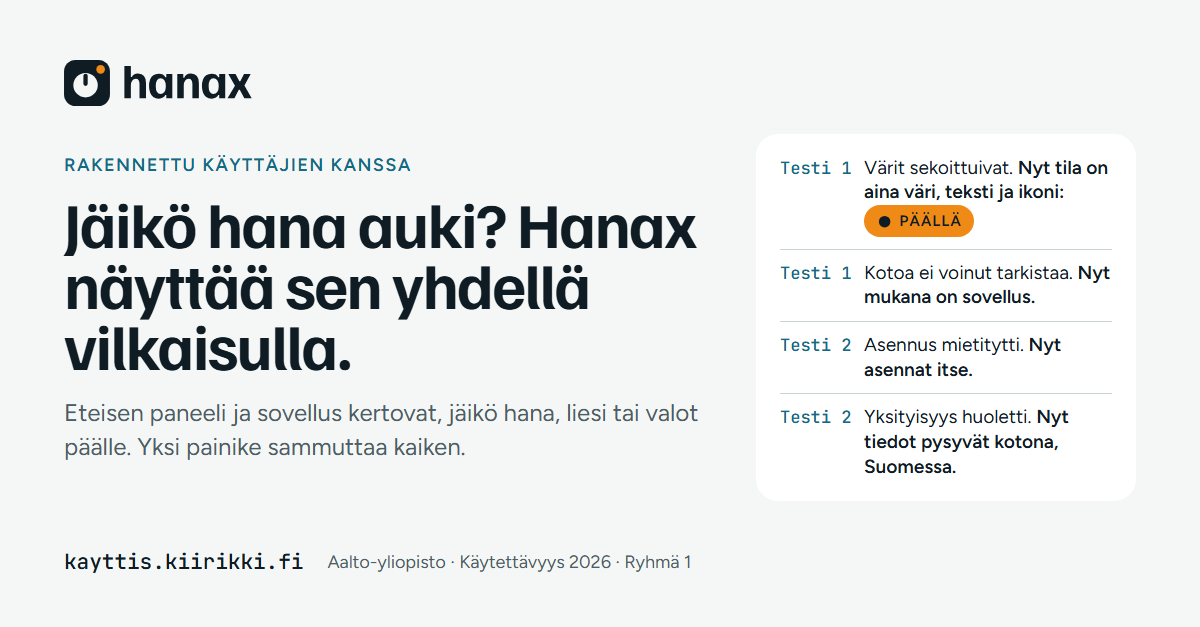 hanax
RAKENNETTU KÄYTTÄJIEN KANSSA
Jäikö hana auki? Hanax
näyttää sen yhdellä
vilkaisulla.
Eteisen paneeli ja sovellus kertovat, jäikö hana, liesi tai valot
päälle. Yksi painike sammuttaa kaiken.
Testi 1 Värit sekoittuivat. Nyt tila on
aina väri, teksti ja ikoni:
PÄÄLLÄ
Testi 1 Kotoa ei voinut tarkistaa. Nyt
mukana on sovellus.
Testi 2 Asennus mietitytti. Nyt
asennat itse.
Testi 2 Yksityisyys huoletti. Nyt
tiedot pysyvät kotona,
Suomessa.
kayttis.kiirikki.fi Aalto-yliopisto · Käytettävyys 2026 · Ryhmä 1